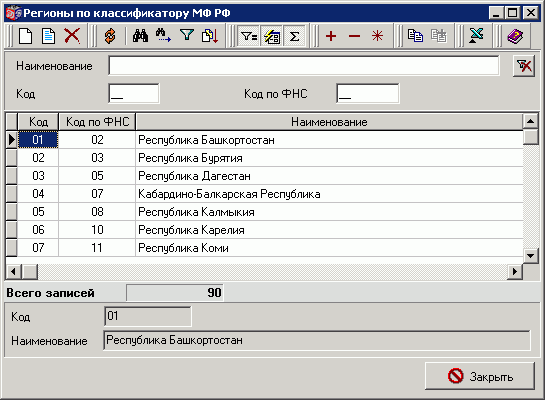 Регионы по классификатору МФ РФ
Наименование
Код __ Код по ФНС __
Код Код по ФНС Наименование
01 02 Республика Башкортостан
02 03 Республика Бурятия
03 05 Республика Дагестан
04 07 Кабардино-Балкарская Республика
05 08 Республика Калмыкия
06 10 Республика Карелия
07 11 Республика Коми
Всего записей 90
Код 01
Наименование Республика Башкортостан
Закрыть